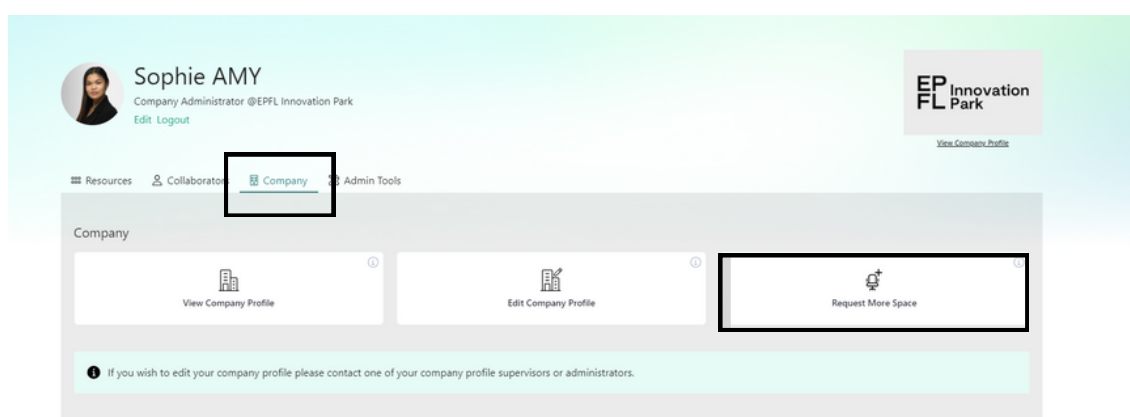 Sophie AMY
Company Administrator @EPFL Innovation Park
Edit Logout
EP
FL Innovation
Park
View Company Profile
Resources Collaborators Company Admin Tools
Company
View Company Profile
Edit Company Profile
Request More Space
If you wish to edit your company profile please contact one of your company profile supervisors or administrators.